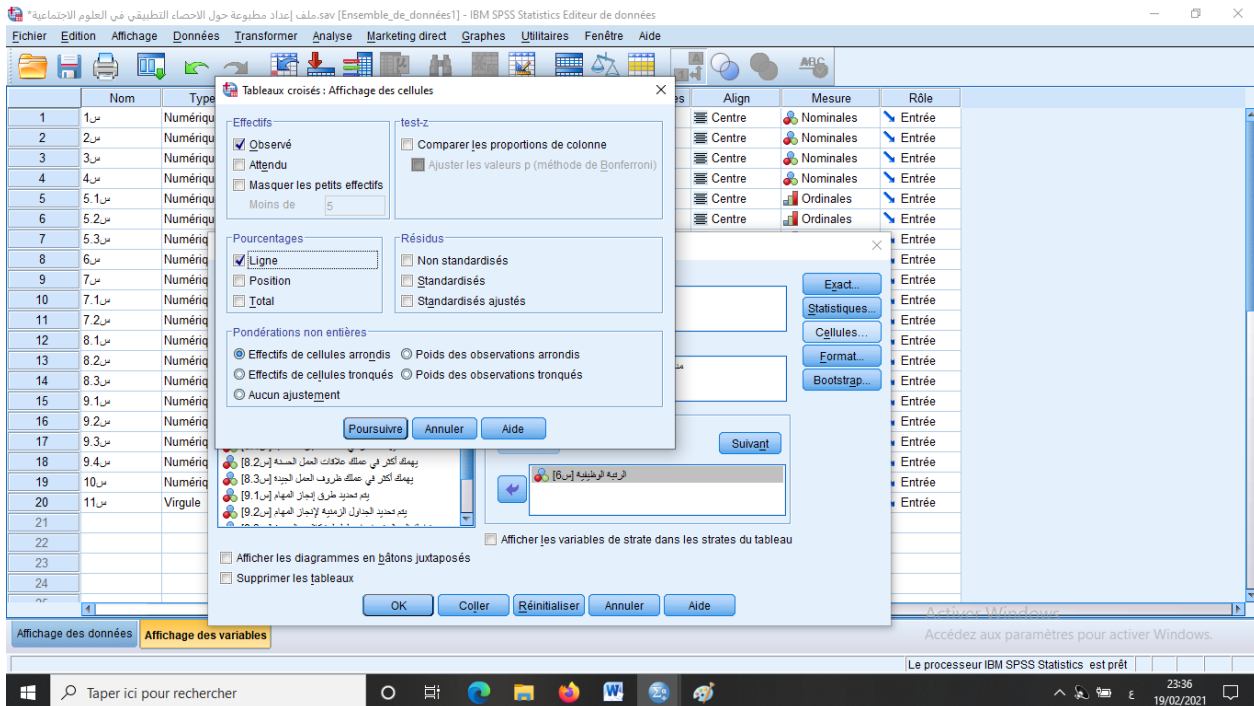 *ملف إعداد مطبوعة حول الاحصاء التطبيقي في العلوم الاجتماعية.sav [Ensemble_de_données1] - IBM SPSS Statistics Editeur de données
Fichier Edition Affichage Données Transformer Analyse Marketing direct Graphes Utilitaires Fenêtre Aide
Tableaux croisés : Affichage des cellules
Effectifs
Observé
Attendu
Masquer les petits effectifs
Moins de 5
test-z
Comparer les proportions de colonne
Ajuster les valeurs p (méthode de Bonferroni)
Pourcentages
Ligne
Position
Total
Résidus
Non standardisés
Standardisés
Standardisés ajustés
Pondérations non entières
Effectifs de cellules arrondis Poids des observations arrondis
Effectifs de cellules tronqués Poids des observations tronqués
Aucun ajustement
Poursuivre Annuler Aide
Nom Type Align Mesure Rôle
1 س1 Numériqu Centre Nominales Entrée
2 س2 Numériqu Centre Nominales Entrée
3 س3 Numériqu Centre Nominales Entrée
4 س4 Numériqu Centre Nominales Entrée
5 س5.1 Numériqu Centre Ordinales Entrée
6 س5.2 Numériqu Centre Ordinales Entrée
7 س5.3 Numériq Entrée
8 س6 Numériq Entrée
9 س7 Numériq Entrée
10 س7.1 Numériq Entrée
11 س7.2 Numériq Entrée
12 س8.1 Numériq Entrée
13 س8.2 Numériq Entrée
14 س8.3 Numériq Entrée
15 س9.1 Numériq Entrée
16 س9.2 Numériq Entrée
17 س9.3 Numériq Entrée
18 س9.4 Numériq Entrée
19 س10 Numériq Entrée
20 س11 Virgule Entrée
21
22
23
24
Exact...
Statistiques...
Cellules...
Format...
Bootstrap...
Suivant
يهمك أكثر في عملك علاقات العمل الحسنة [س8.2]
يهمك أكثر في عملك ظروف العمل الجيدة [س8.3]
يتم تحديد طرق إنجاز المهام [س9.1]
يتم تحديد الجداول الزمنية لإنجاز المهام [س9.2]
الرتبة الوظيفية [س6]
Afficher les variables de strate dans les strates du tableau
Afficher les diagrammes en bâtons juxtaposés
Supprimer les tableaux
OK Coller Réinitialiser Annuler Aide
Activer Windows
Accédez aux paramètres pour activer Windows.
Affichage des données Affichage des variables
Le processeur IBM SPSS Statistics est prêt
Taper ici pour rechercher
ع
23:36
19/02/2021